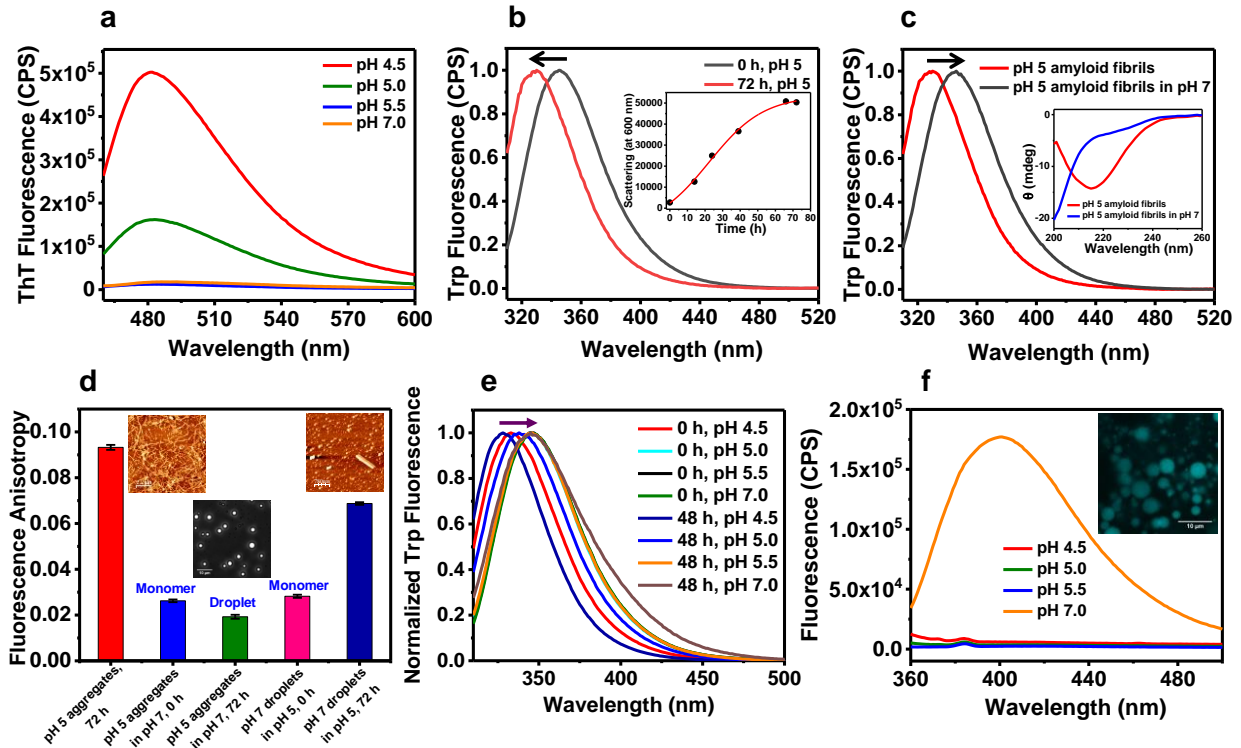 a
ThT Fluorescence (CPS)
5x10⁵
4x10⁵
3x10⁵
2x10⁵
1x10⁵
0
480
510
540
570
600
Wavelength (nm)
pH 4.5
pH 5.0
pH 5.5
pH 7.0
b
Trp Fluorescence (CPS)
1.0
0.8
0.6
0.4
0.2
0.0
320
360
400
440
480
520
Wavelength (nm)
0 h, pH 5
72 h, pH 5
Scattering (at 600 nm)
50000
40000
30000
20000
10000
0
0
10
20
30
40
50
60
70
80
Time (h)
c
Trp Fluorescence (CPS)
1.0
0.8
0.6
0.4
0.2
0.0
320
360
400
440
480
520
Wavelength (nm)
pH 5 amyloid fibrils
pH 5 amyloid fibrils in pH 7
θ (mdeg)
0
-10
-20
200
220
240
260
Wavelength (nm)
pH 5 amyloid fibrils
pH 5 amyloid fibrils in pH 7
d
Fluorescence Anisotropy
0.10
0.08
0.06
0.04
0.02
0.00
Monomer
Droplet
Monomer
pH 5 aggregates,
72 h
pH 5 aggregates
in pH 7, 0 h
pH 5 aggregates
in pH 7, 72 h
pH 7 droplets
in pH 5, 0 h
pH 7 droplets
in pH 5, 72 h
e
Normalized Trp Fluorescence
1.0
0.8
0.6
0.4
0.2
0.0
350
400
450
500
Wavelength (nm)
0 h, pH 4.5
0 h, pH 5.0
0 h, pH 5.5
0 h, pH 7.0
48 h, pH 4.5
48 h, pH 5.0
48 h, pH 5.5
48 h, pH 7.0
f
Fluorescence (CPS)
2.0x10⁵
1.5x10⁵
1.0x10⁵
5.0x10⁴
0.0
360
400
440
480
Wavelength (nm)
pH 4.5
pH 5.0
pH 5.5
pH 7.0
10 µm